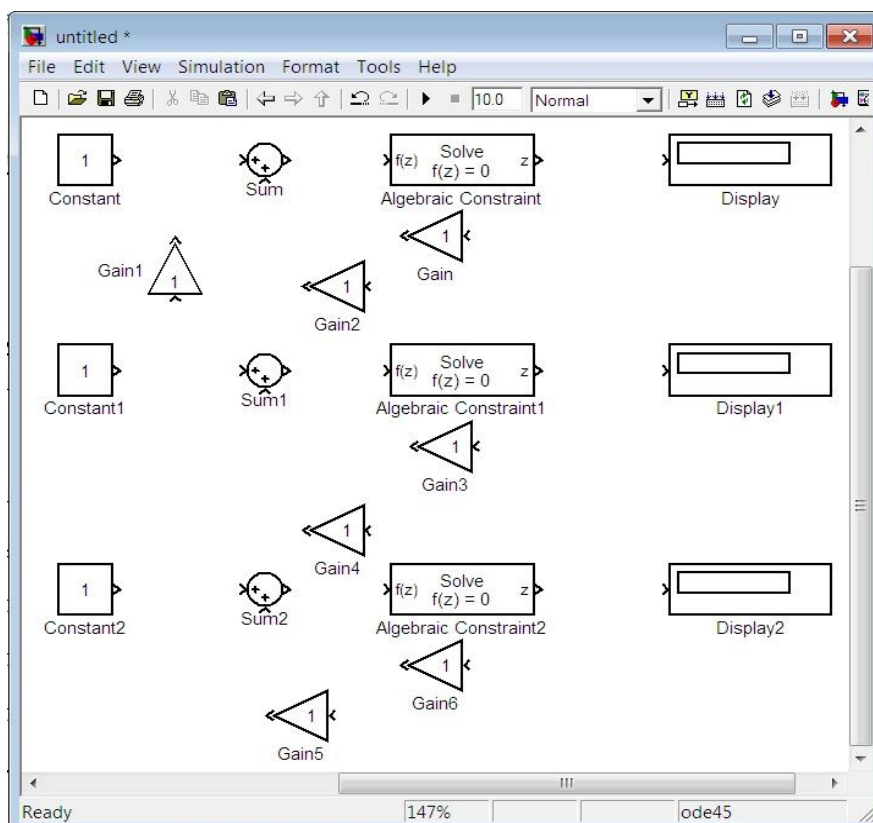 untitled *
File Edit View Simulation Format Tools Help
10.0 Normal
1 Solve
f(z) f(z) = 0 z
Constant Sum Algebraic Constraint Display
1
Gain1 Gain
1
1
Gain2
1 Solve
f(z) f(z) = 0 z
Constant1 Sum1 Algebraic Constraint1 Display1
1
Gain3
1
Gain4
1 Solve
f(z) f(z) = 0 z
Constant2 Sum2 Algebraic Constraint2 Display2
1
Gain6
1
Gain5
Ready 147% ode45